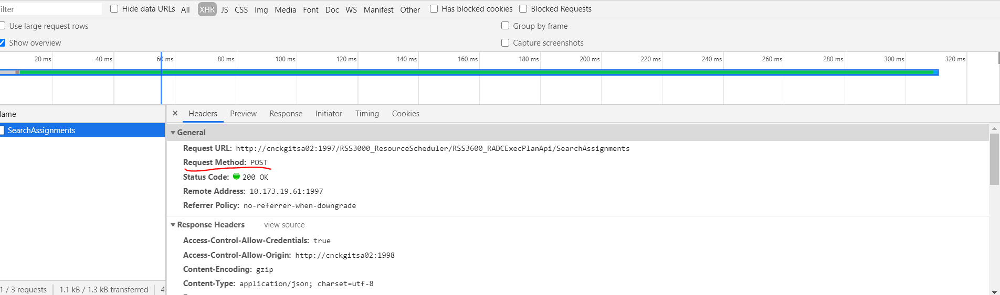 Filter Hide data URLs All XHR JS CSS Img Media Font Doc WS Manifest Other Has blocked cookies Blocked Requests
Use large request rows Group by frame
Show overview Capture screenshots
20 ms 40 ms 60 ms 80 ms 100 ms 120 ms 140 ms 160 ms 180 ms 200 ms 220 ms 240 ms 260 ms 280 ms 300 ms 320 ms
Name × Headers Preview Response Initiator Timing Cookies
SearchAssignments
General
Request URL: http://cnckgitsa02:1997/RSS3000_ResourceScheduler/RSS3600_RADCExecPlanApi/SearchAssignments
Request Method: POST
Status Code: 200 OK
Remote Address: 10.173.19.61:1997
Referrer Policy: no-referrer-when-downgrade
Response Headers view source
Access-Control-Allow-Credentials: true
Access-Control-Allow-Origin: http://cnckgitsa02:1998
Content-Encoding: gzip
Content-Type: application/json; charset=utf-8
1 / 3 requests 1.1 kB / 1.3 kB transferred 4